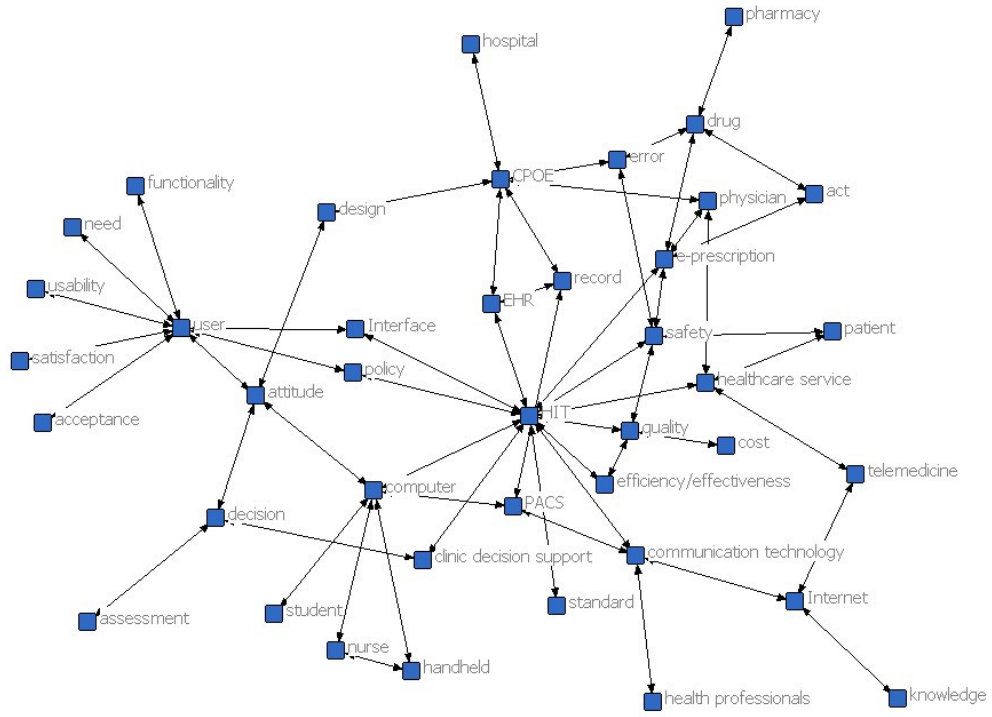 pharmacy
hospital
drug
error
CPOE
functionality
physician
act
design
need
e-prescription
record
usability
EHR
user
Interface
safety
patient
satisfaction
policy
healthcare service
attitude
HIT
acceptance
quality
cost
telemedicine
efficiency/effectiveness
computer
PACS
decision
communication technology
clinic decision support
Internet
standard
student
assessment
nurse
handheld
knowledge
health professionals